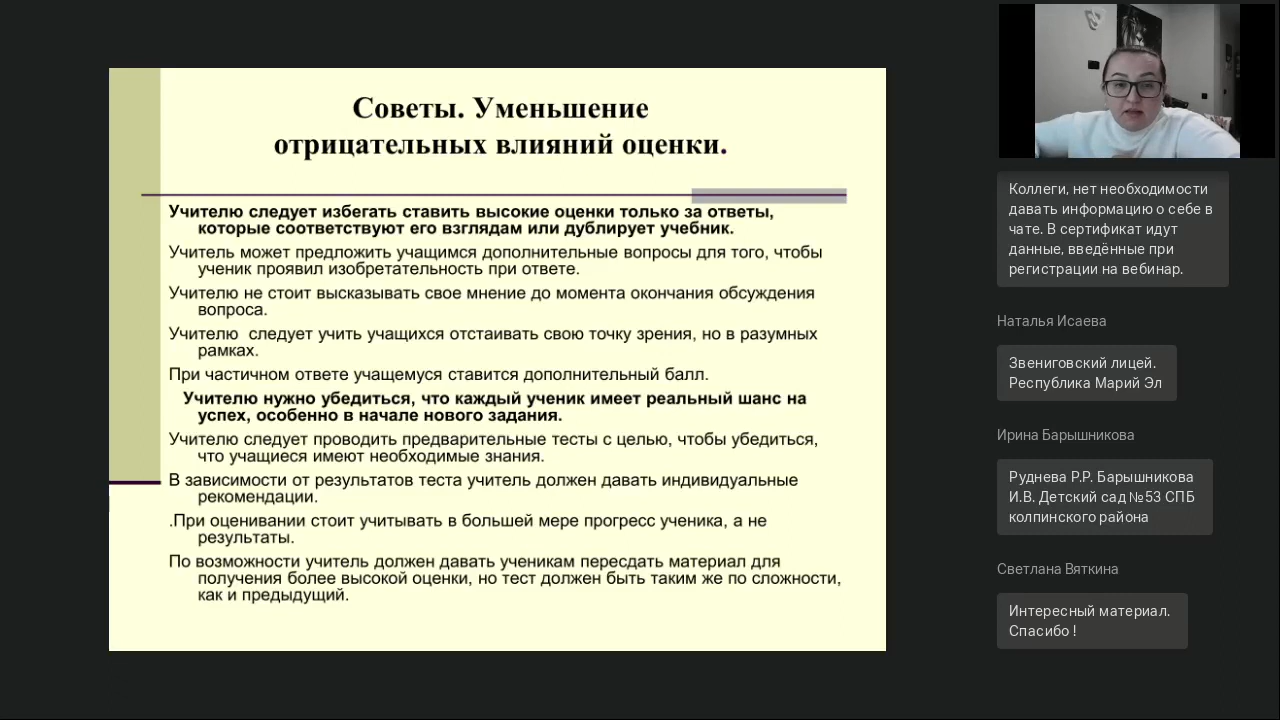 Советы. Уменьшение
отрицательных влияний оценки.
Учителю следует избегать ставить высокие оценки только за ответы,
которые соответствуют его взглядам или дублирует учебник.
Учитель может предложить учащимся дополнительные вопросы для того, чтобы
ученик проявил изобретательность при ответе.
Учителю не стоит высказывать свое мнение до момента окончания обсуждения
вопроса.
Учителю следует учить учащихся отстаивать свою точку зрения, но в разумных
рамках.
При частичном ответе учащемуся ставится дополнительный балл.
Учителю нужно убедиться, что каждый ученик имеет реальный шанс на
успех, особенно в начале нового задания.
Учителю следует проводить предварительные тесты с целью, чтобы убедиться,
что учащиеся имеют необходимые знания.
В зависимости от результатов теста учитель должен давать индивидуальные
рекомендации.
.При оценивании стоит учитывать в большей мере прогресс ученика, а не
результаты.
По возможности учитель должен давать ученикам пересдать материал для
получения более высокой оценки, но тест должен быть таким же по сложности,
как и предыдущий.
Коллеги, нет необходимости
давать информацию о себе в
чате. В сертификат идут
данные, введённые при
регистрации на вебинар.
Наталья Исаева
Звениговский лицей.
Республика Марий Эл
Ирина Барышникова
Руднева Р.Р. Барышникова
И.В. Детский сад №53 СПБ
колпинского района
Светлана Вяткина
Интересный материал.
Спасибо !